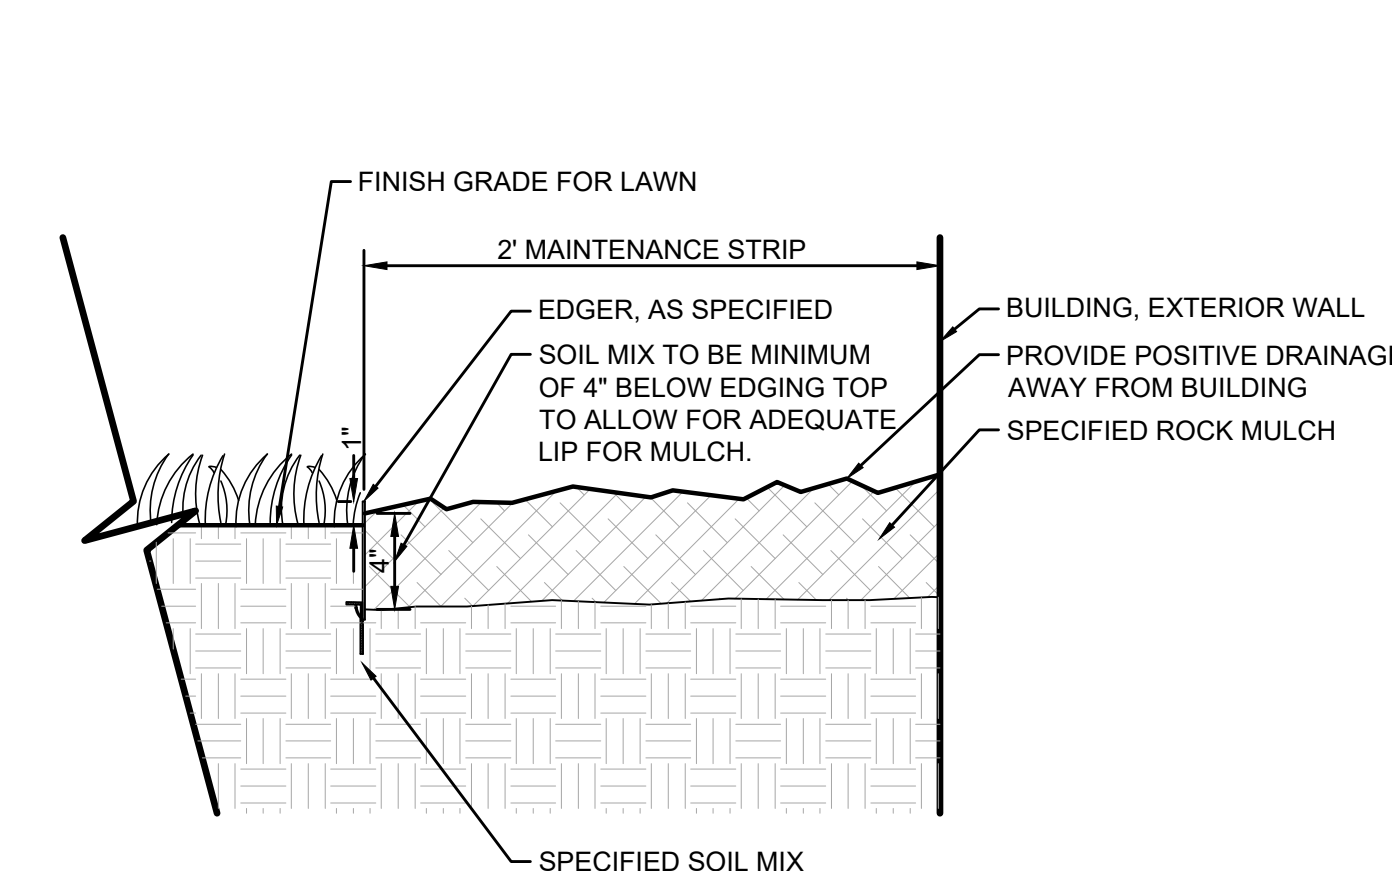 FINISH GRADE FOR LAWN
2' MAINTENANCE STRIP
EDGER, AS SPECIFIED
SOIL MIX TO BE MINIMUM
OF 4" BELOW EDGING TOP
TO ALLOW FOR ADEQUATE
LIP FOR MULCH.
BUILDING, EXTERIOR WALL
PROVIDE POSITIVE DRAINAG
AWAY FROM BUILDING
SPECIFIED ROCK MULCH
1"
4"
SPECIFIED SOIL MIX